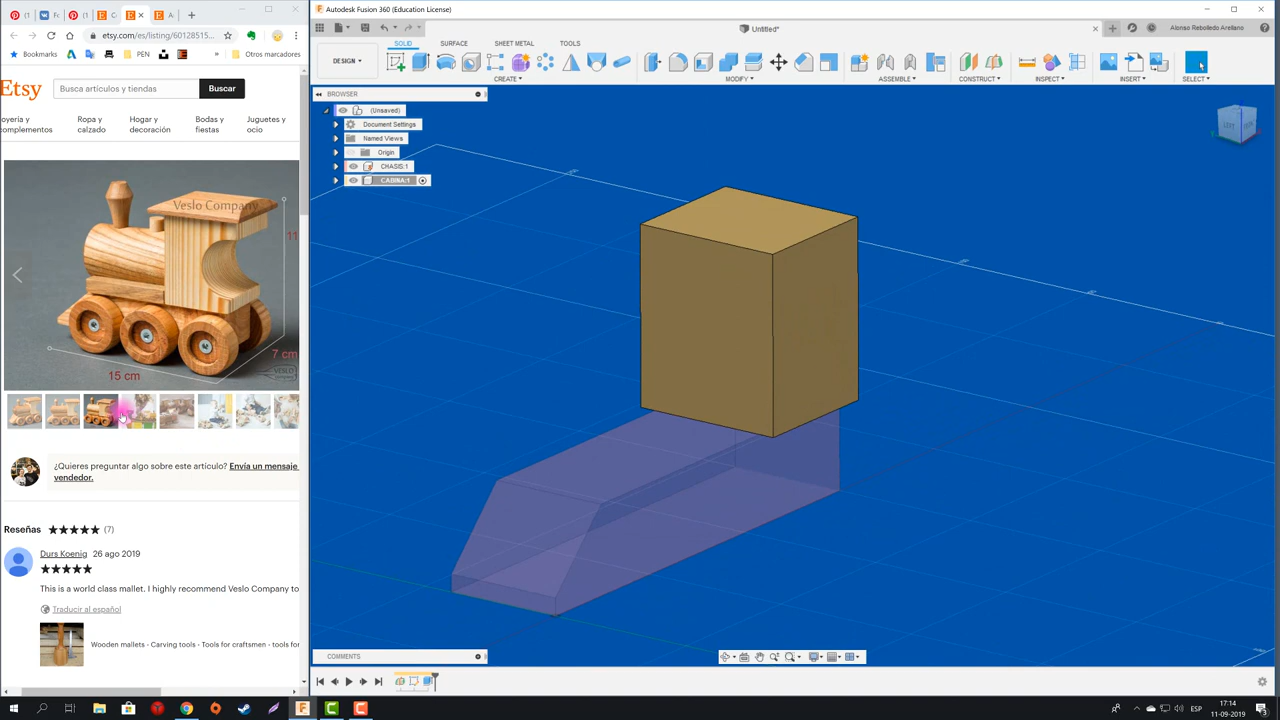 Autodesk Fusion 360 (Education License)
etsy.com/es/listing/60128515...
Bookmarks
PEN
»
Otros marcadores
Etsy
Busca artículos y tiendas
Buscar
oyería y
complementos
Ropa y
calzado
Hogar y
decoración
Bodas y
fiestas
Juguetes y
ocio
Veslo Company
11
7 cm
15 cm
¿Quieres preguntar algo sobre este artículo? Envía un mensaje
vendedor.
Reseñas ★★★★★ (7)
Durs Koenig 26 ago 2019
★★★★★
This is a world class mallet. I highly recommend Veslo Company to
Traducir al español
Wooden mallets - Carving tools - Tools for craftsmen - tools for
Untitled*
Alonso Rebolledo Arellano
DESIGN
SOLID
SURFACE
SHEET METAL
TOOLS
CREATE
MODIFY
ASSEMBLE
CONSTRUCT
INSPECT
INSERT
SELECT
BROWSER
(Unsaved)
Document Settings
Named Views
Origin
CHASIS:1
CABINA:1
LEFT
COMMENTS
ESP
17:14
11-09-2019